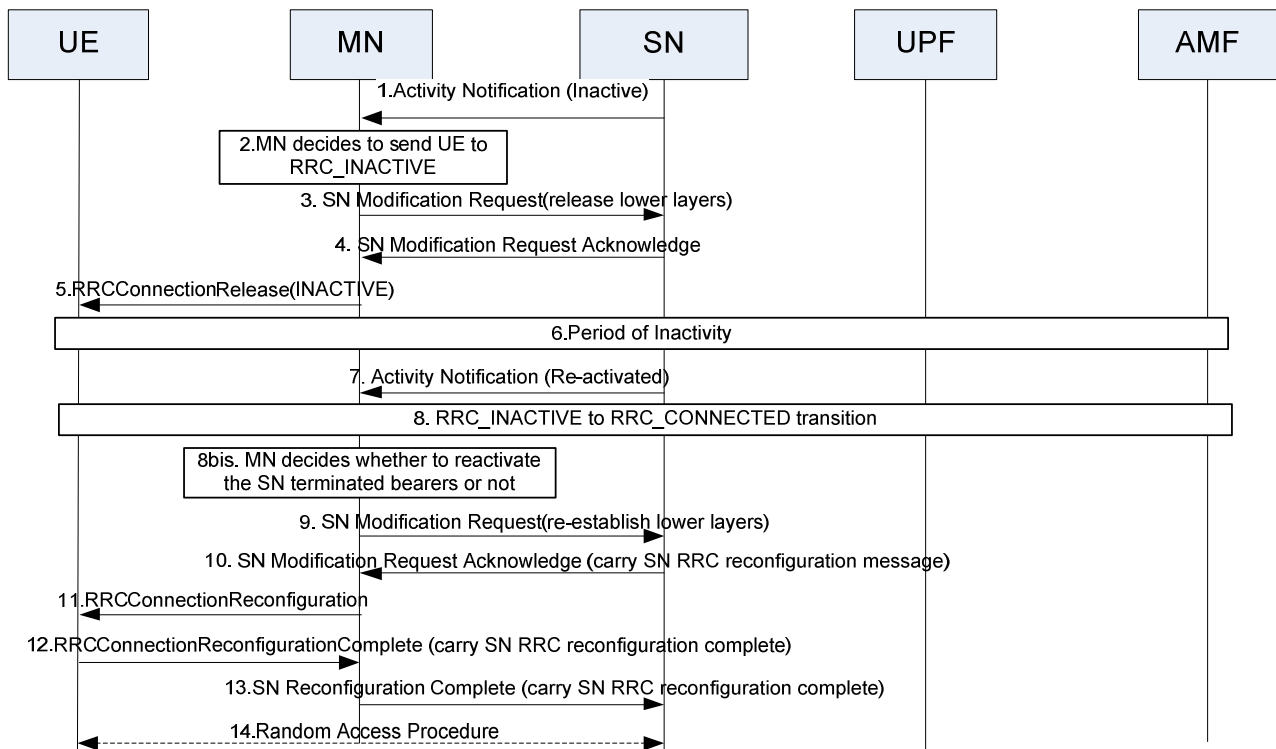 UE
MN
SN
UPF
AMF
1.Activity Notification (Inactive)
2.MN decides to send UE to
RRC_INACTIVE
3. SN Modification Request(release lower layers)
4. SN Modification Request Acknowledge
5.RRCConnectionRelease(INACTIVE)
6.Period of Inactivity
7. Activity Notification (Re-activated)
8. RRC_INACTIVE to RRC_CONNECTED transition
8bis. MN decides whether to reactivate
the SN terminated bearers or not
9. SN Modification Request(re-establish lower layers)
10. SN Modification Request Acknowledge (carry SN RRC reconfiguration message)
11.RRCConnectionReconfiguration
12.RRCConnectionReconfigurationComplete (carry SN RRC reconfiguration complete)
13.SN Reconfiguration Complete (carry SN RRC reconfiguration complete)
14.Random Access Procedure